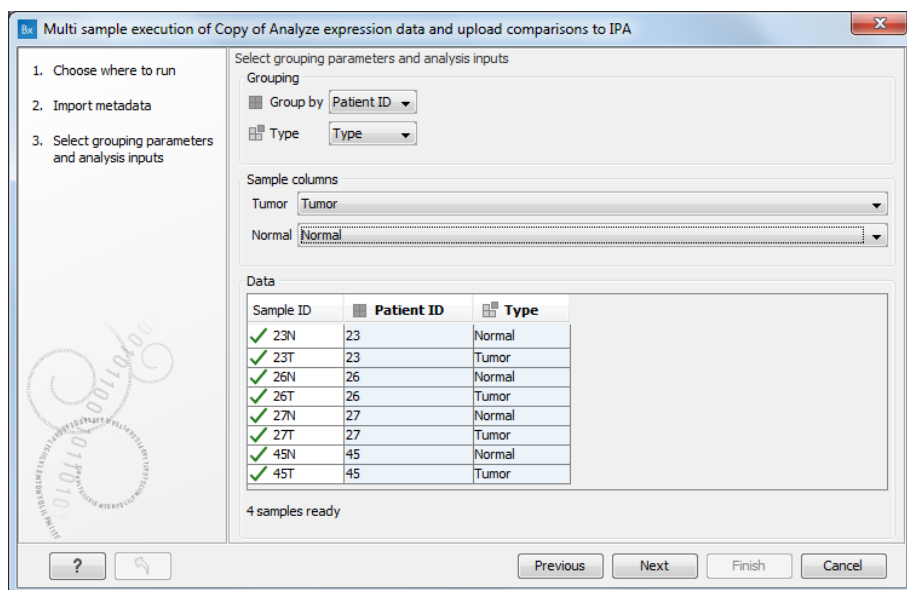 Bx Multi sample execution of Copy of Analyze expression data and upload comparisons to IPA
1. Choose where to run
2. Import metadata
3. Select grouping parameters
and analysis inputs
Select grouping parameters and analysis inputs
Grouping
Group by Patient ID
Type Type
Sample columns
Tumor Tumor
Normal Normal
Data
Sample ID Patient ID Type
23N 23 Normal
23T 23 Tumor
26N 26 Normal
26T 26 Tumor
27N 27 Normal
27T 27 Tumor
45N 45 Normal
45T 45 Tumor
4 samples ready
? Previous Next Finish Cancel